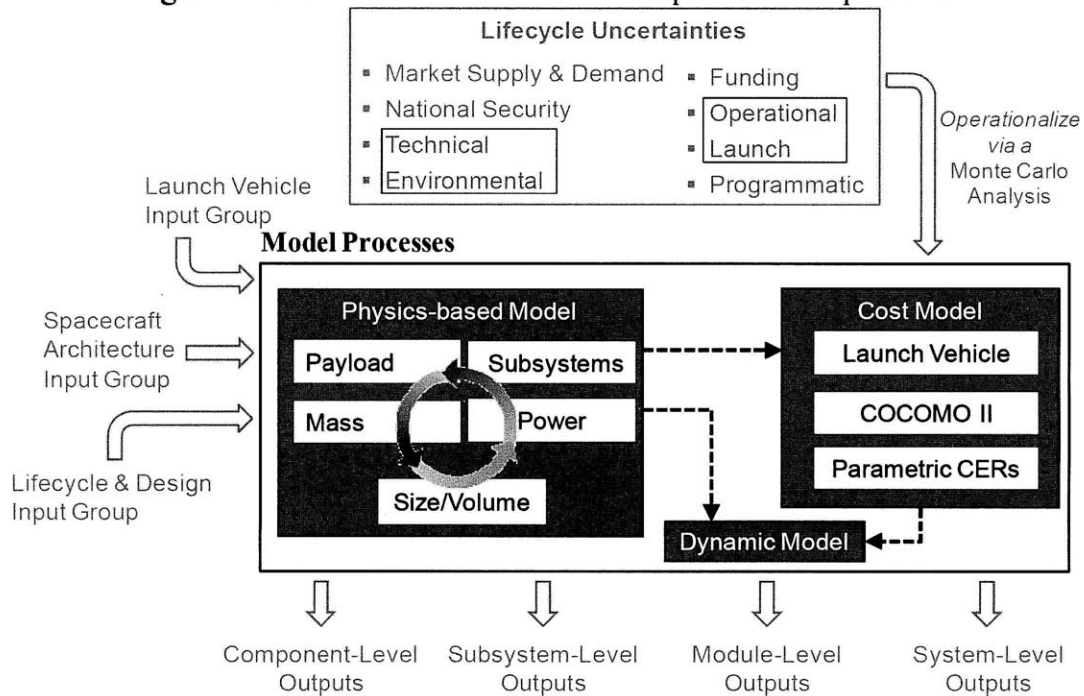 Lifecycle Uncertainties
▪ Market Supply & Demand
▪ National Security
▪ Technical
▪ Environmental
▪ Funding
▪ Operational
▪ Launch
▪ Programmatic
Operationalize
via a
Monte Carlo
Analysis
Launch Vehicle
Input Group
Spacecraft
Architecture
Input Group
Lifecycle & Design
Input Group
Model Processes
Physics-based Model
Payload
Subsystems
Mass
Power
Size/Volume
Cost Model
Launch Vehicle
COCOMO II
Parametric CERs
Dynamic Model
Component-Level
Outputs
Subsystem-Level
Outputs
Module-Level
Outputs
System-Level
Outputs